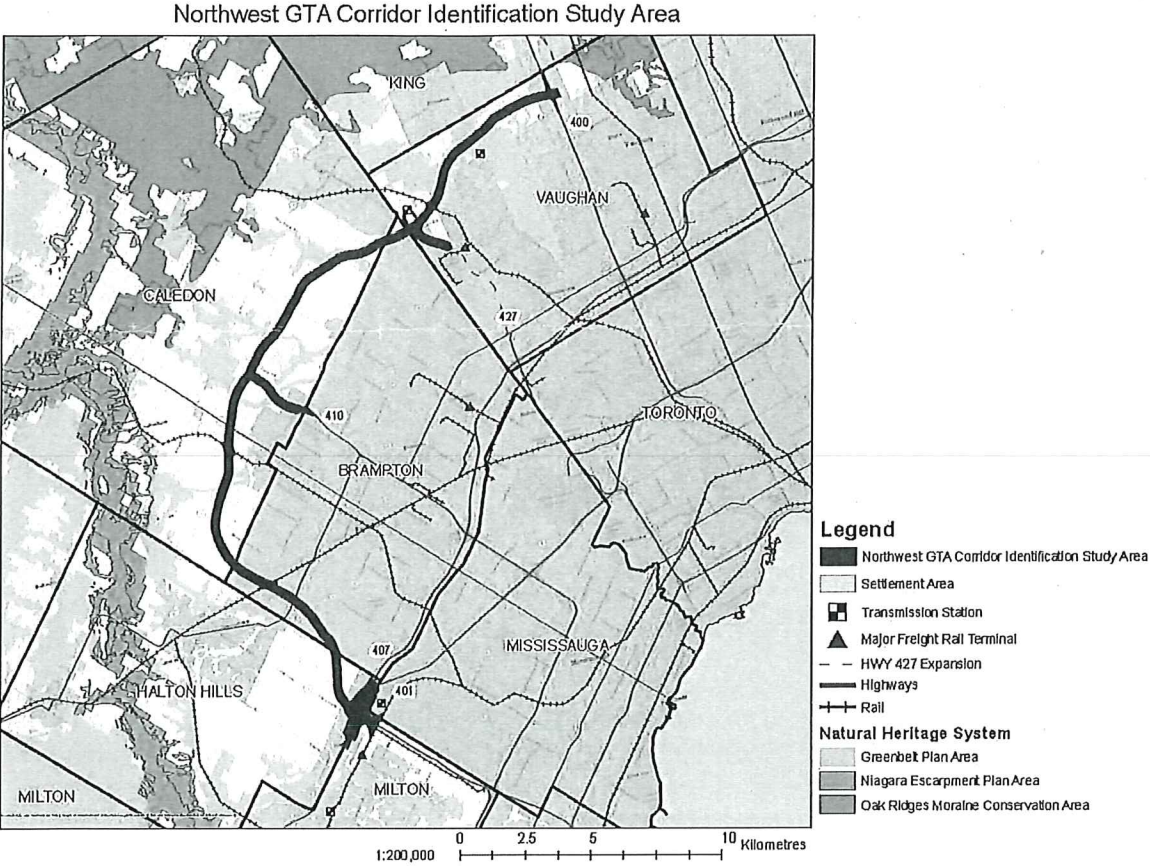 Northwest GTA Corridor Identification Study Area
KING
400
VAUGHAN
CALEDON
427
410
TORONTO
BRAMPTON
407
MISSISSAUGA
401
HALTON HILLS
MILTON
MILTON
Legend
Northwest GTA Corridor Identification Study Area
Settlement Area
Transmission Station
Major Freight Rail Terminal
HWY 427 Expansion
Highways
Rail
Natural Heritage System
Greenbelt Plan Area
Niagara Escarpment Plan Area
Oak Ridges Moraine Conservation Area
1:200,000
0 2.5 5 10 Kilometres